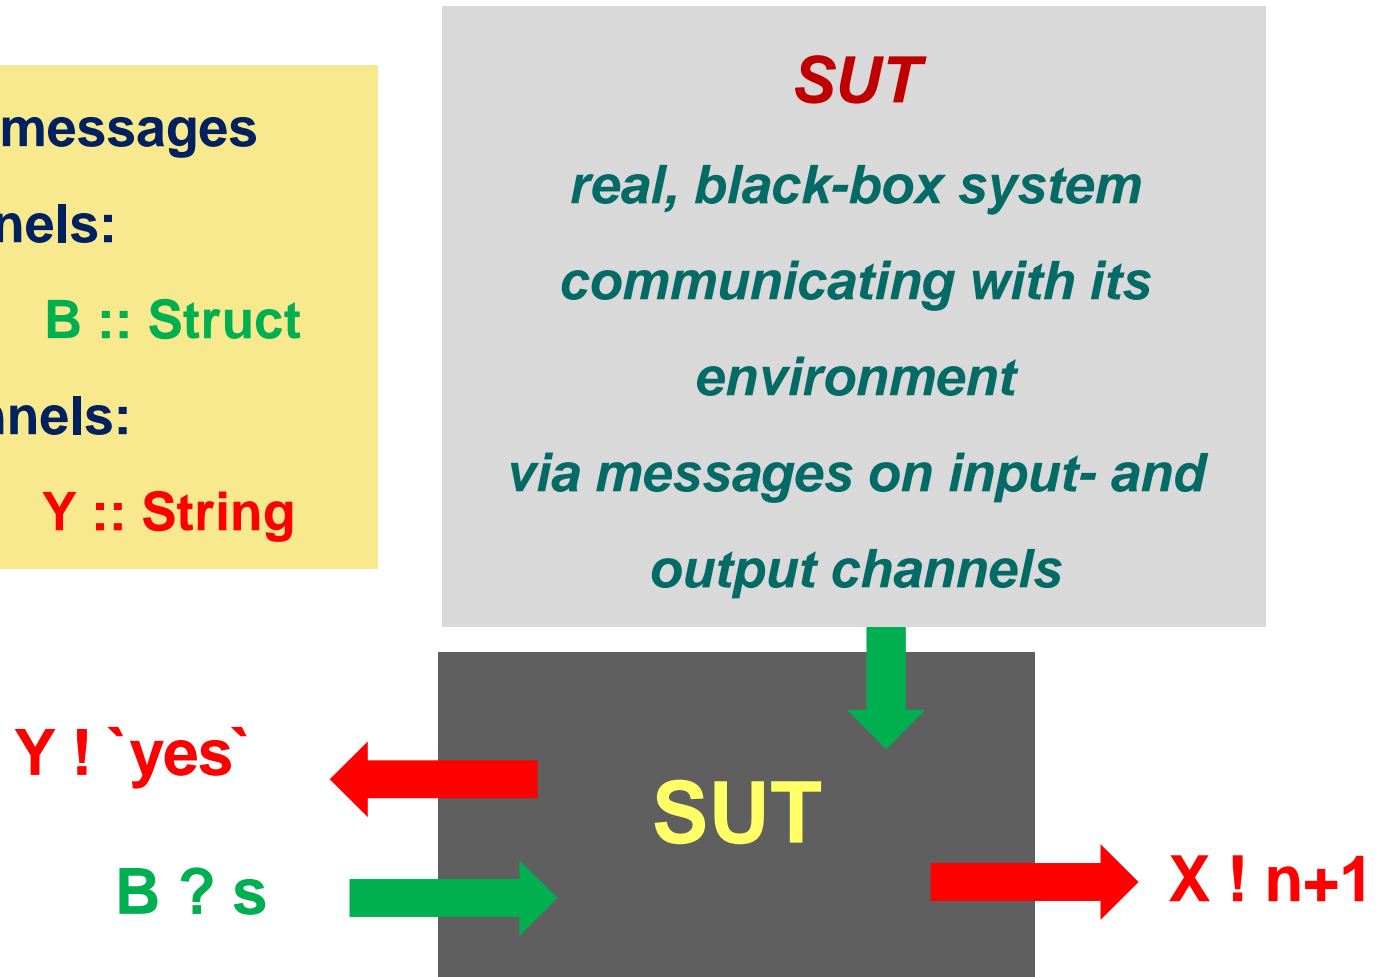 messages
nels:
B :: Struct
nnels:
Y :: String
SUT
real, black-box system
communicating with its
environment
via messages on input- and
output channels
Y ! `yes`
SUT
B ? s
X ! n+1